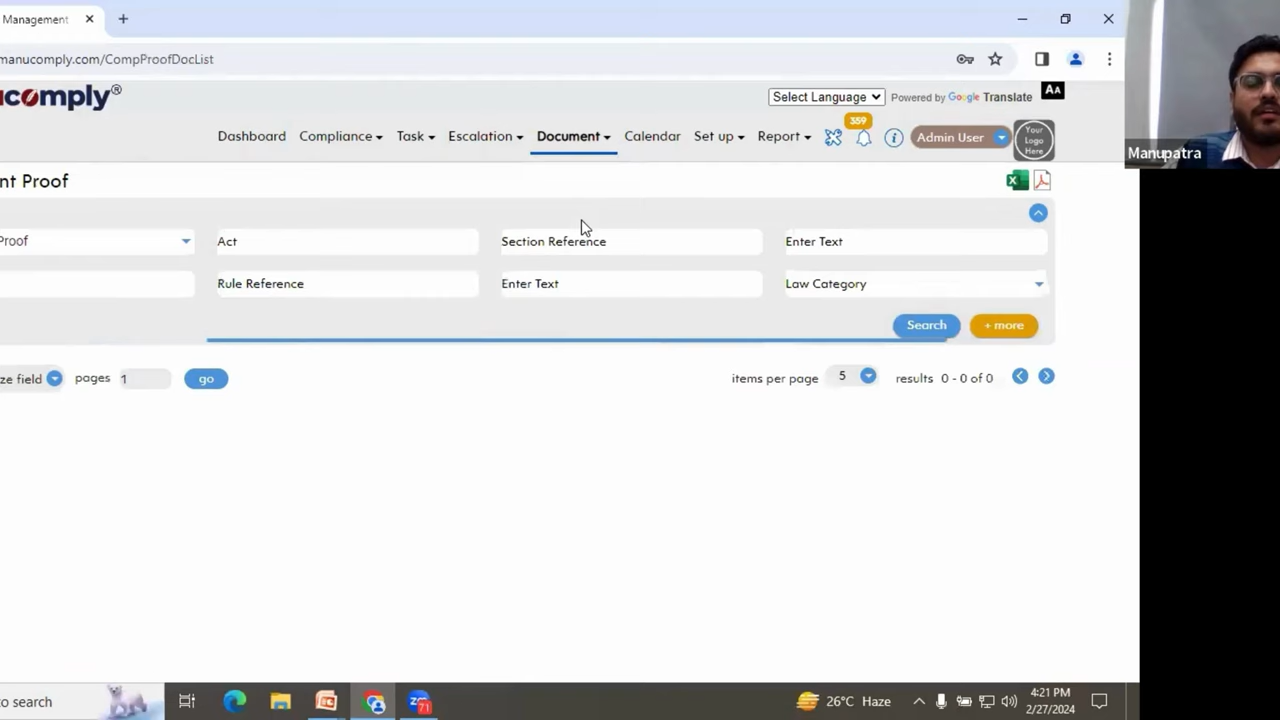 Management
manucomply.com/CompProofDocList
ucomply®
Select Language
Powered by Google Translate
AA
Dashboard Compliance Task Escalation Document Calendar Set up Report
359
i
Admin User
Your
Logo
Here
Manupatra
nt Proof
Proof Act Section Reference Enter Text
Rule Reference Enter Text Law Category
Search + more
ze field pages 1 go items per page 5 results 0 - 0 of 0
to search
71
26°C Haze
4:21 PM
2/27/2024